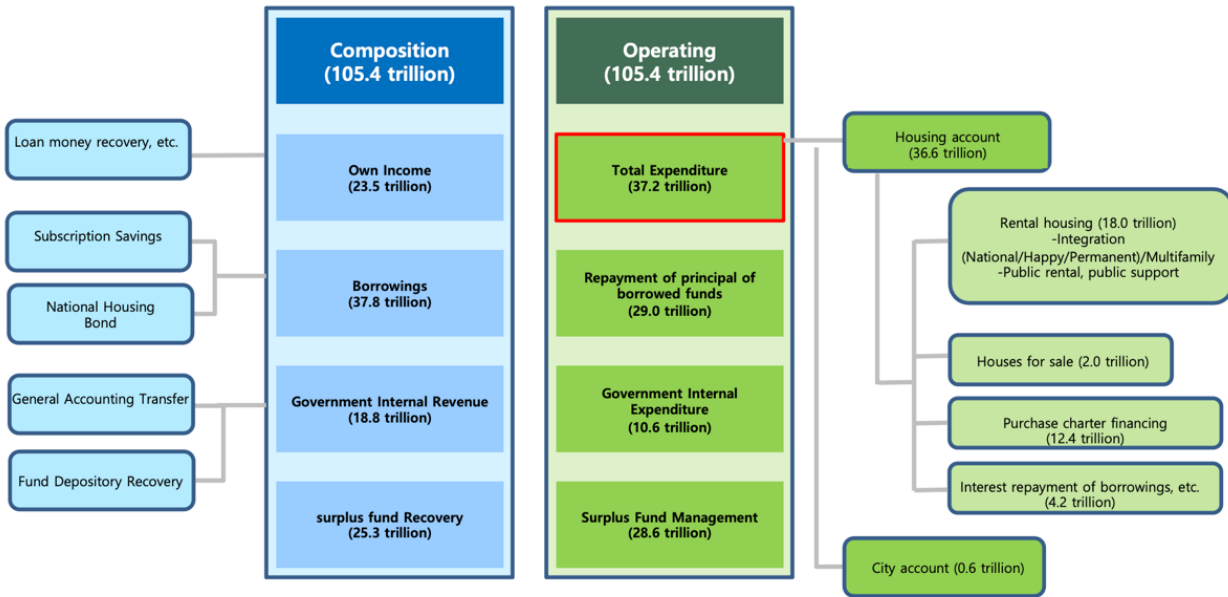 Composition
(105.4 trillion)
Own Income
(23.5 trillion)
Borrowings
(37.8 trillion)
Government Internal Revenue
(18.8 trillion)
surplus fund Recovery
(25.3 trillion)
Loan money recovery, etc.
Subscription Savings
National Housing
Bond
General Accounting Transfer
Fund Depository Recovery
Operating
(105.4 trillion)
Total Expenditure
(37.2 trillion)
Repayment of principal of
borrowed funds
(29.0 trillion)
Government Internal
Expenditure
(10.6 trillion)
Surplus Fund Management
(28.6 trillion)
Housing account
(36.6 trillion)
Rental housing (18.0 trillion)
-Integration
(National/Happy/Permanent)/Multifamily
-Public rental, public support
Houses for sale (2.0 trillion)
Purchase charter financing
(12.4 trillion)
Interest repayment of borrowings, etc.
(4.2 trillion)
City account (0.6 trillion)